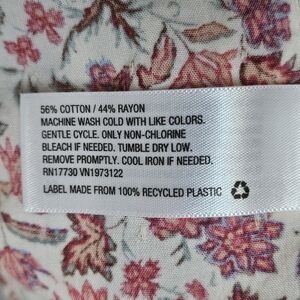 56% COTTON / 44% RAYON
MACHINE WASH COLD WITH LIKE COLORS.
GENTLE CYCLE. ONLY NON-CHLORINE
BLEACH IF NEEDED. TUMBLE DRY LOW.
REMOVE PROMPTLY. COOL IRON IF NEEDED.
RN17730 VN1973122
LABEL MADE FROM 100% RECYCLED PLASTIC